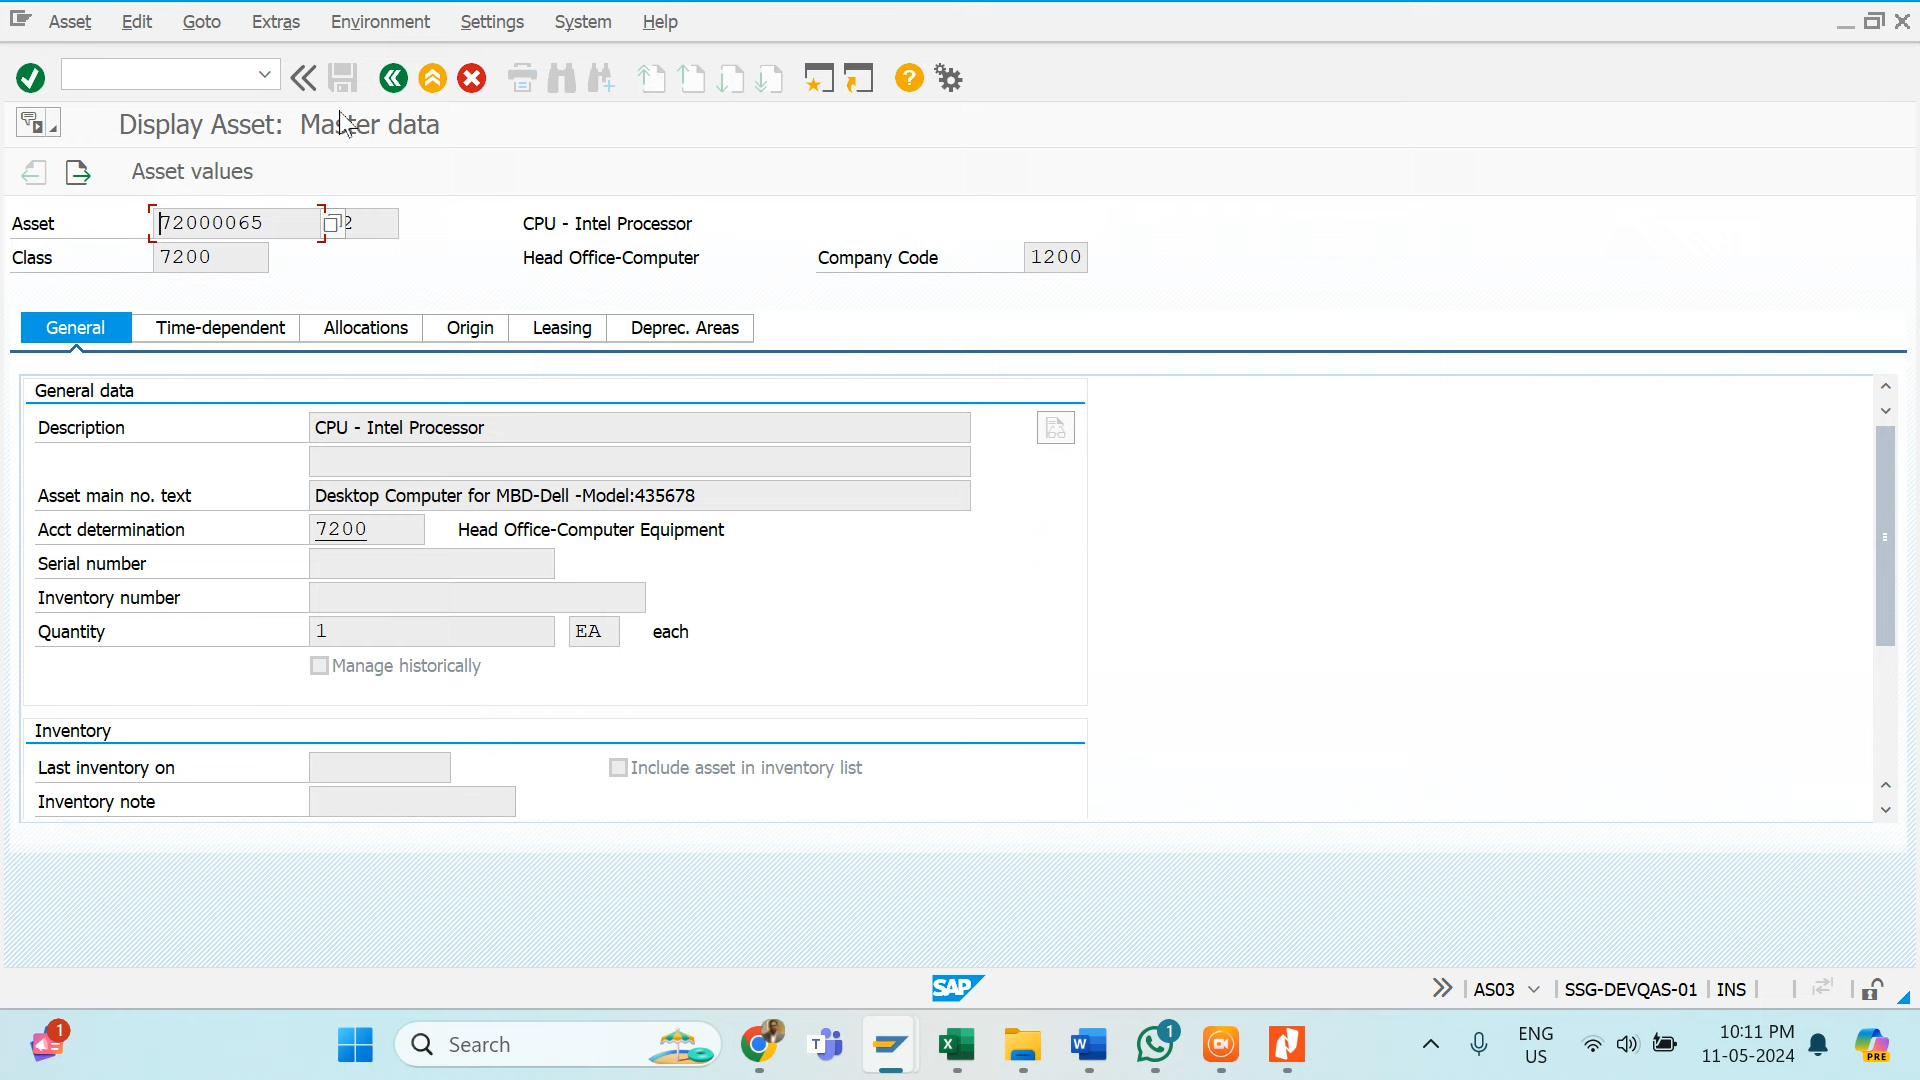 Asset Edit Goto Extras Environment Settings System Help
Display Asset: Master data
Asset values
Asset 72000065 2 CPU - Intel Processor
Class 7200 Head Office-Computer Company Code 1200
General Time-dependent Allocations Origin Leasing Deprec. Areas
General data
Description CPU - Intel Processor
Asset main no. text Desktop Computer for MBD-Dell -Model:435678
Acct determination 7200 Head Office-Computer Equipment
Serial number
Inventory number
Quantity 1 EA each
Manage historically
Inventory
Last inventory on Include asset in inventory list
Inventory note
SAP AS03 SSG-DEVQAS-01 INS
1 Search 1 ENG 10:11 PM
US 11-05-2024 PRE